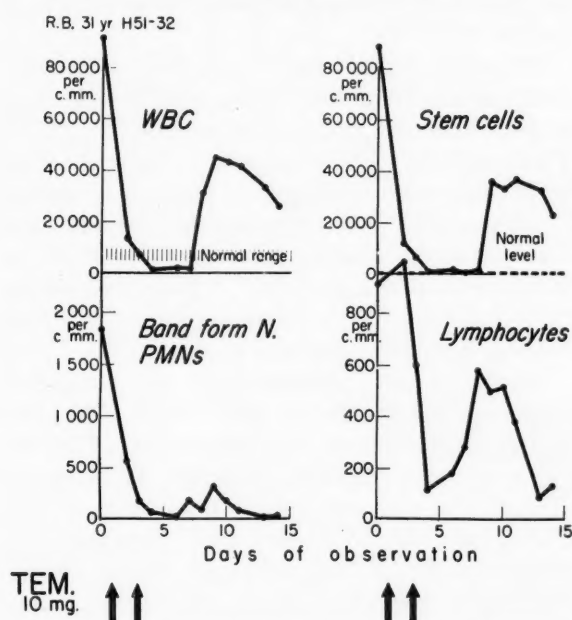 R.B, 31 yr H51-32
80 000
per
c. mm.
60 000
40 000
20 000
0
WBC
Normal range
80 000
per
c. mm.
60 000
40 000
20 000
0
Stem cells
Normal
level
2 000
per
c. mm.
1 500
1 000
500
0
Band form N.
PMNs
0 5 10 15
800
per
c. mm.
600
400
200
0
Lymphocytes
0 5 10 15
Days of observation
TEM.
10 mg.